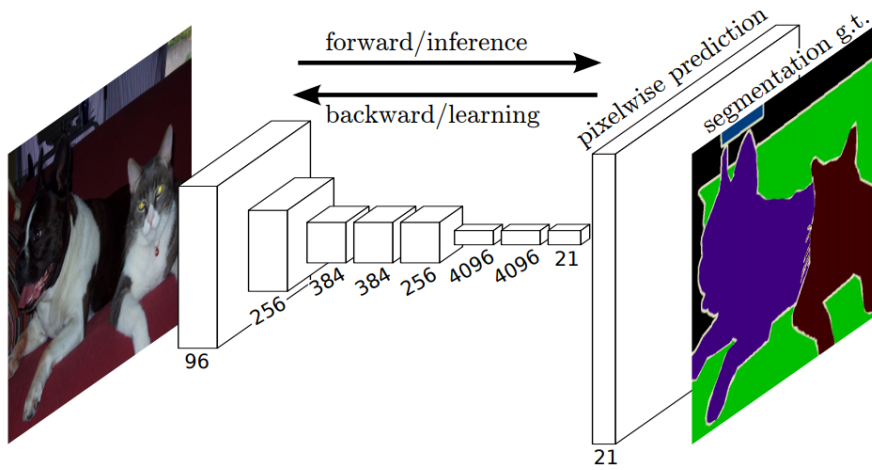 forward/inference
backward/learning
pixelwise prediction
segmentation g.t.
96
256
384
384
256
4096
4096
21
21